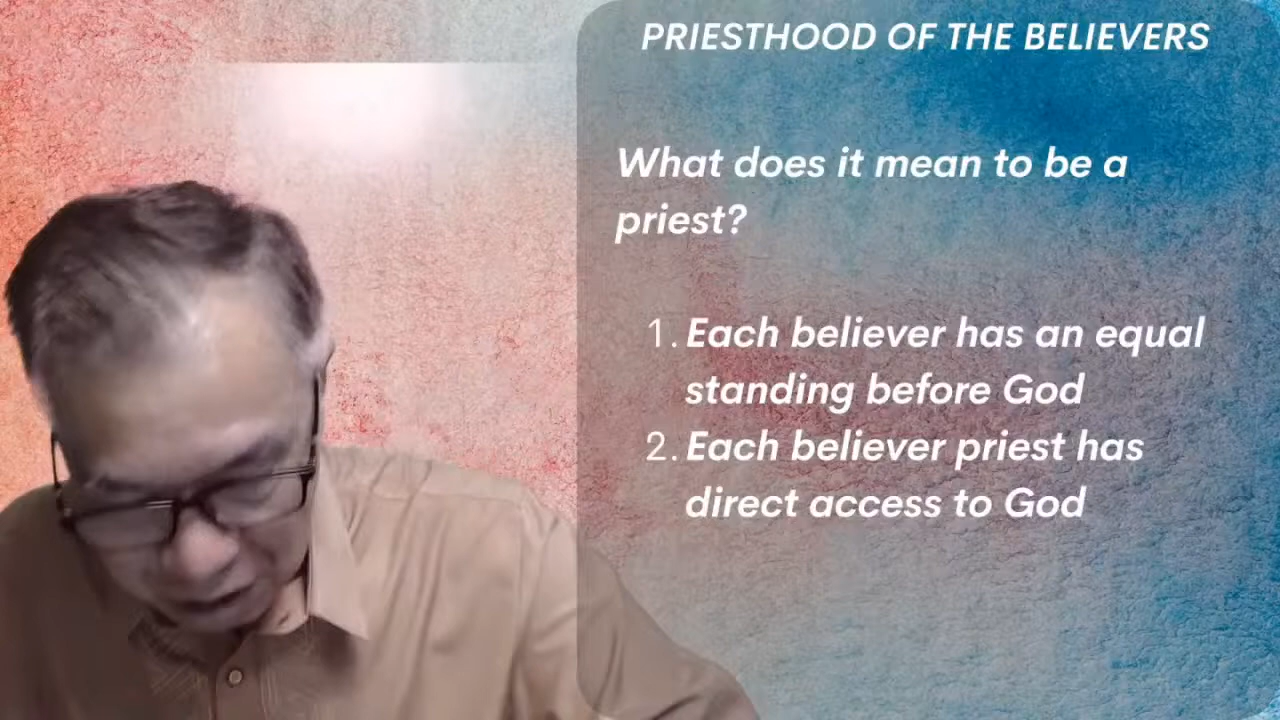 PRIESTHOOD OF THE BELIEVERS
What does it mean to be a
priest?
1. Each believer has an equal
standing before God
2. Each believer priest has
direct access to God